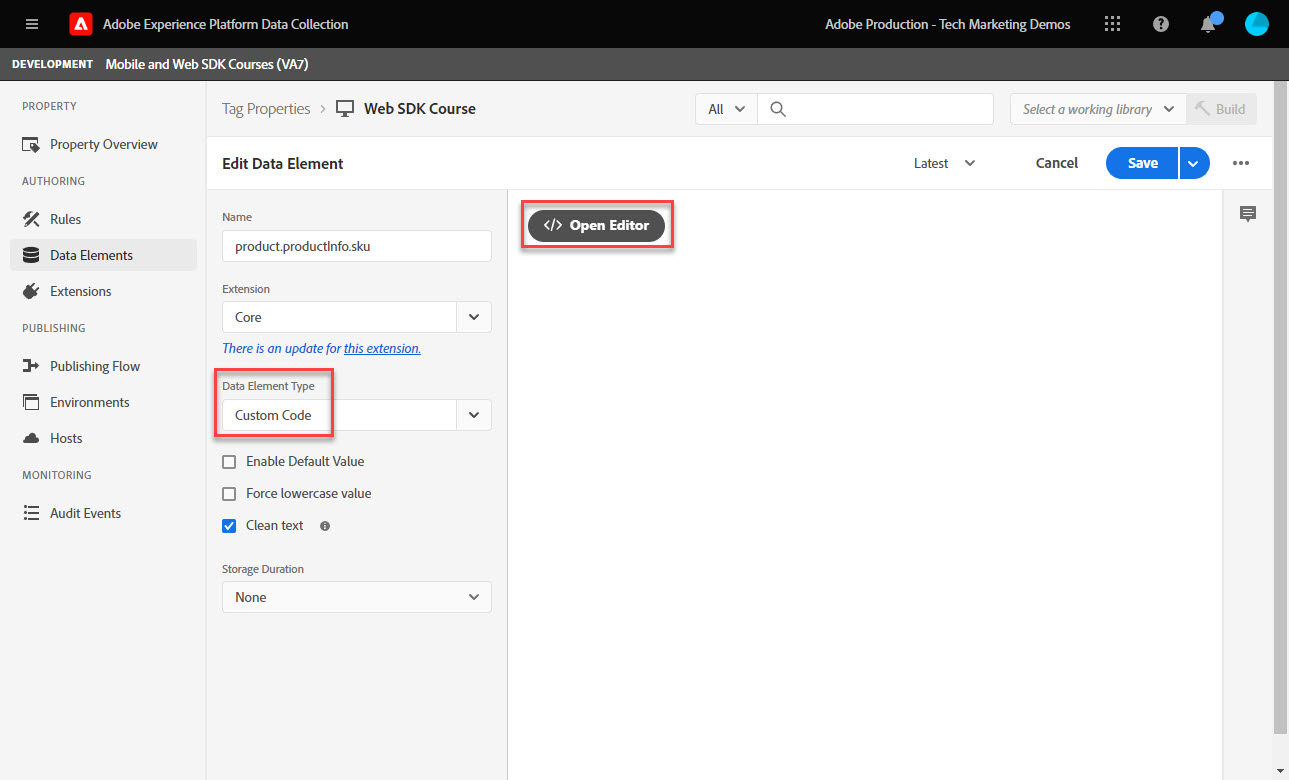 Adobe Experience Platform Data Collection
Adobe Production - Tech Marketing Demos
DEVELOPMENT Mobile and Web SDK Courses (VA7)
PROPERTY
Property Overview
AUTHORING
Rules
Data Elements
Extensions
PUBLISHING
Publishing Flow
Environments
Hosts
MONITORING
Audit Events
Tag Properties > Web SDK Course
All
Select a working library
Build
Edit Data Element
Latest
Cancel
Save
Name
product.productInfo.sku
Extension
Core
There is an update for this extension.
Data Element Type
Custom Code
Enable Default Value
Force lowercase value
Clean text
Storage Duration
None
</> Open Editor